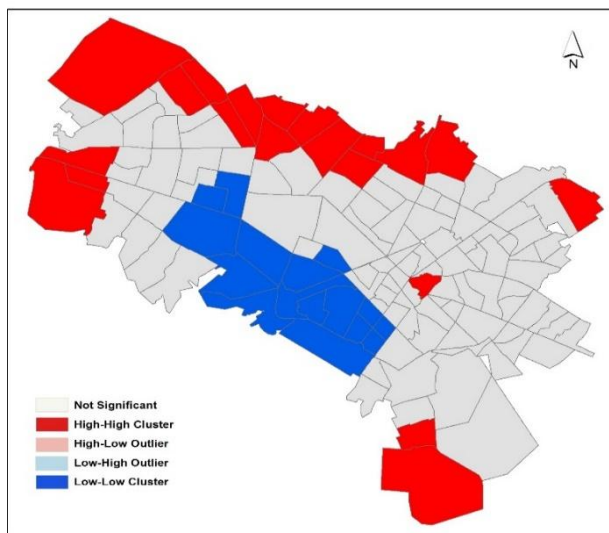 N
Not Significant
High-High Cluster
High-Low Outlier
Low-High Outlier
Low-Low Cluster